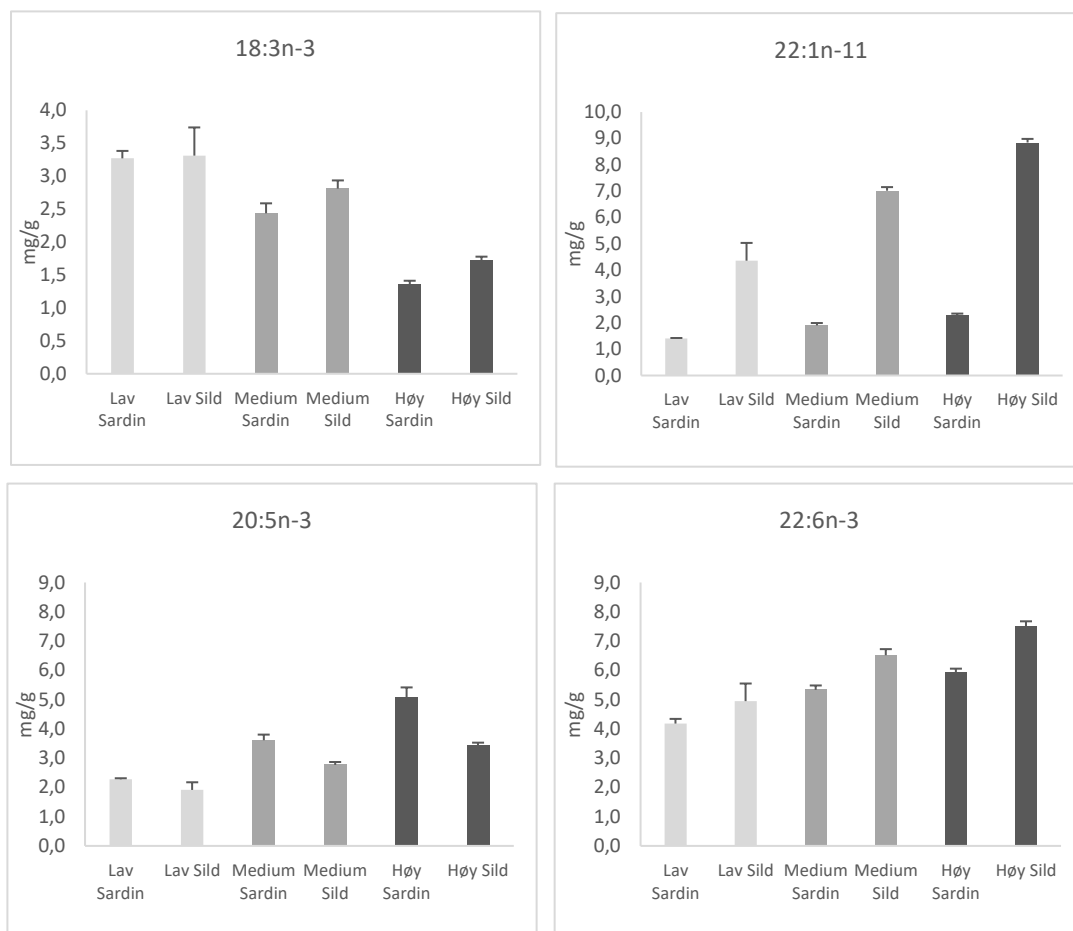 18:3n-3
4,0
3,5
3,0
2,5
2,0
1,5
1,0
0,5
0,0
mg/g
Lav Sardin
Lav Sild
Medium Sardin
Medium Sild
Høy Sardin
Høy Sild
22:1n-11
10,0
9,0
8,0
7,0
6,0
5,0
4,0
3,0
2,0
1,0
0,0
mg/g
Lav Sardin
Lav Sild
Medium Sardin
Medium Sild
Høy Sardin
Høy Sild
20:5n-3
9,0
8,0
7,0
6,0
5,0
4,0
3,0
2,0
1,0
0,0
mg/g
Lav Sardin
Lav Sild
Medium Sardin
Medium Sild
Høy Sardin
Høy Sild
22:6n-3
9,0
8,0
7,0
6,0
5,0
4,0
3,0
2,0
1,0
0,0
mg/g
Lav Sardin
Lav Sild
Medium Sardin
Medium Sild
Høy Sardin
Høy Sild